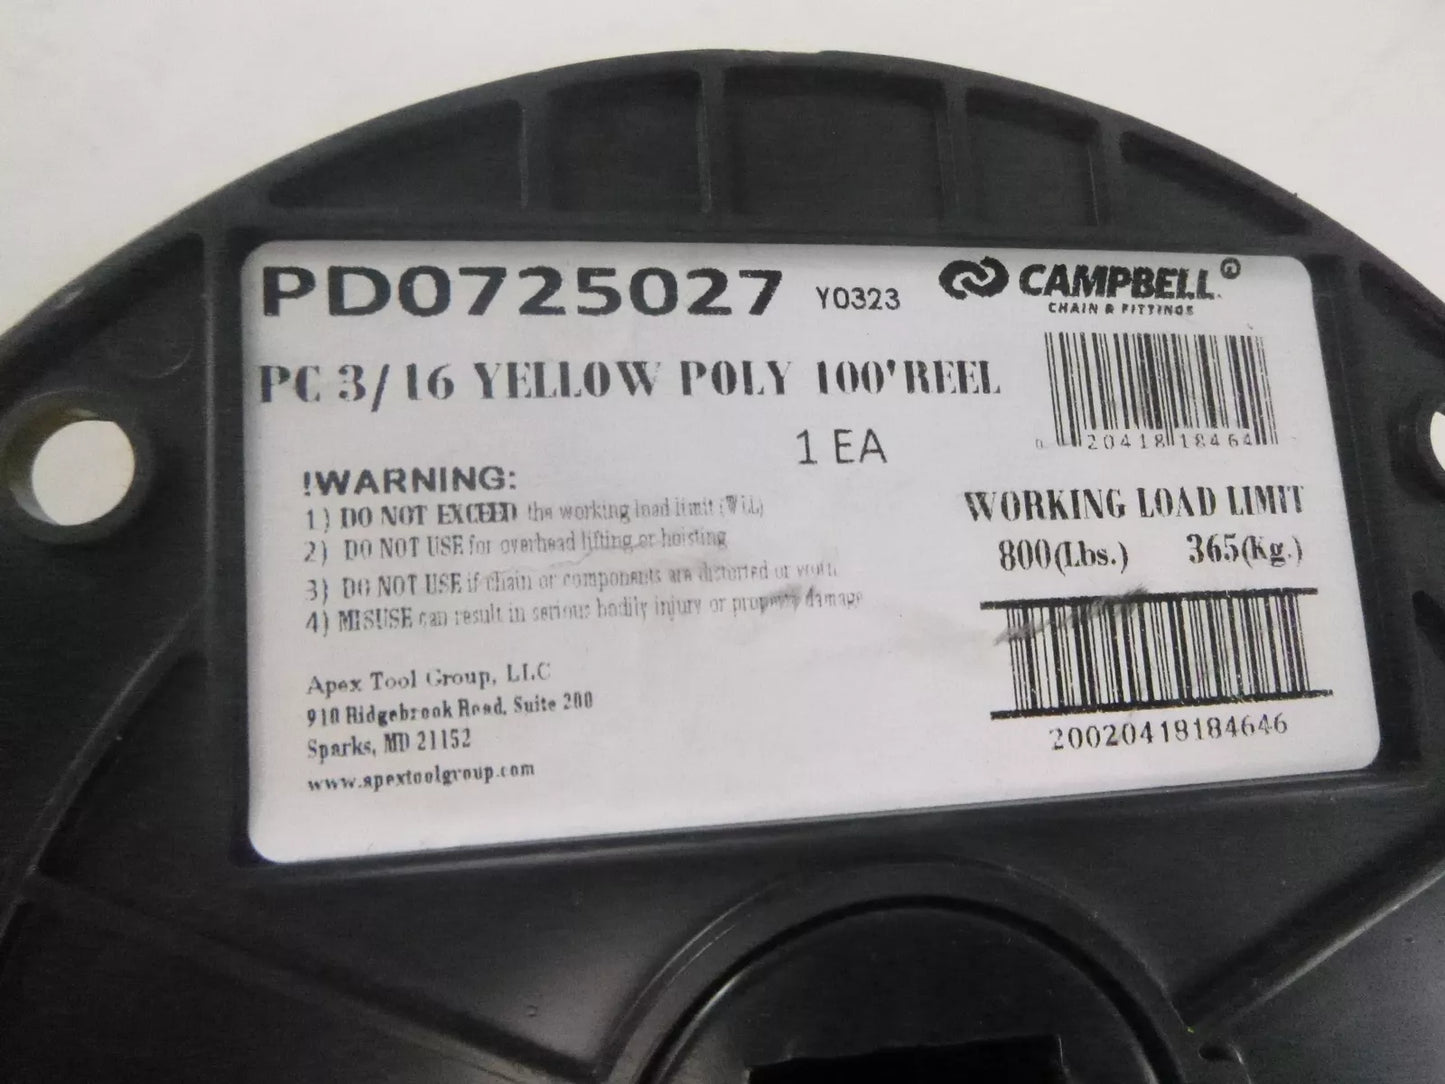 PD0725027 Y0323 CAMPBELL
CHAIN & FITTINGS
PC 3/16 YELLOW POLY 100'REEL
1 EA
0 20418 18464
!WARNING:
1) DO NOT EXCEED the working load limit (WLL)
2) DO NOT USE for overhead lifting or hoisting
3) DO NOT USE if chain or components are distorted or worn
4) MISUSE can result in serious bodily injury or property damage
WORKING LOAD LIMIT
800(Lbs.) 365(Kg.)
20020418184646
Apex Tool Group, LLC
910 Ridgebrook Road, Suite 200
Sparks, MD 21152
www.apextoolgroup.com